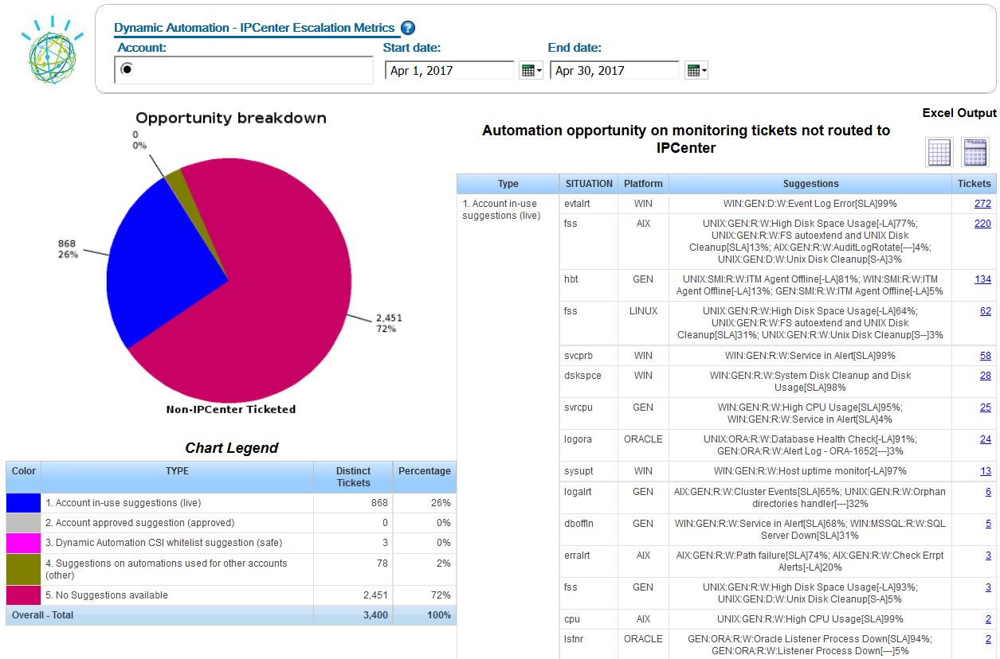 Dynamic Automation - IPCenter Escalation Metrics ?
Account:
Start date:
End date:
Apr 1, 2017
Apr 30, 2017
Opportunity breakdown
0
0%
868
26%
2,451
72%
Non-IPCenter Ticketed
Chart Legend
Color TYPE Distinct Tickets Percentage
1. Account in-use suggestions (live) 868 26%
2. Account approved suggestion (approved) 0 0%
3. Dynamic Automation CSI whitelist suggestion (safe) 3 0%
4. Suggestions on automations used for other accounts
(other) 78 2%
5. No Suggestions available 2,451 72%
Overall - Total 3,400 100%
Excel Output
Automation opportunity on monitoring tickets not routed to
IPCenter
Type SITUATION Platform Suggestions Tickets
1. Account in-use
suggestions (live)
evtalrt WIN WIN:GEN:D:W:Event Log Error[SLA]99% 272
fss AIX UNIX:GEN:R:W:High Disk Space Usage[-LA]77%; 220
UNIX:GEN:R:W:FS autoextend and UNIX Disk
Cleanup[SLA]13%; AIX:GEN:R:W:AuditLogRotate[---]4%;
UNIX:GEN:D:W:Unix Disk Cleanup[S-A]3%
hbt GEN UNIX:SMI:R:W:ITM Agent Offline[-LA]81%; WIN:SMI:R:W:ITM 134
Agent Offline[-LA]13%; GEN:SMI:R:W:ITM Agent Offline[-LA]5%
fss LINUX UNIX:GEN:R:W:High Disk Space Usage[-LA]64%; 62
UNIX:GEN:R:W:FS autoextend and UNIX Disk
Cleanup[SLA]31%; UNIX:GEN:R:W:Unix Disk Cleanup[S--]3%
svcprb WIN WIN:GEN:R:W:Service in Alert[SLA]99% 58
dskspce WIN WIN:GEN:R:W:System Disk Cleanup and Disk 28
Usage[SLA]98%
svrcpu GEN WIN:GEN:R:W:High CPU Usage[SLA]95%; 25
WIN:GEN:R:W:Service in Alert[SLA]4%
logora ORACLE UNIX:ORA:R:W:Database Health Check[-LA]91%; 24
GEN:ORA:R:W:Alert Log - ORA-1652[---]3%
sysupt WIN WIN:GEN:R:W:Host uptime monitor[-LA]97% 13
logalrt GEN AIX:GEN:R:W:Cluster Events[SLA]65%; UNIX:GEN:R:W:Orphan 6
directories handler[---]32%
dboffln GEN WIN:GEN:R:W:Service in Alert[SLA]68%; WIN:MSSQL:R:W:SQL 5
Server Down[SLA]31%
erralrt AIX AIX:GEN:R:W:Path failure[SLA]74%; AIX:GEN:R:W:Check Errpt 3
Alerts[-LA]20%
fss GEN UNIX:GEN:R:W:High Disk Space Usage[-LA]93%; 3
UNIX:GEN:D:W:Unix Disk Cleanup[S-A]5%
cpu AIX UNIX:GEN:R:W:High CPU Usage[SLA]99% 2
lstnr ORACLE GEN:ORA:R:W:Oracle Listener Process Down[SLA]94%; 2
GEN:ORA:R:W:Listener Process Down[---]5%